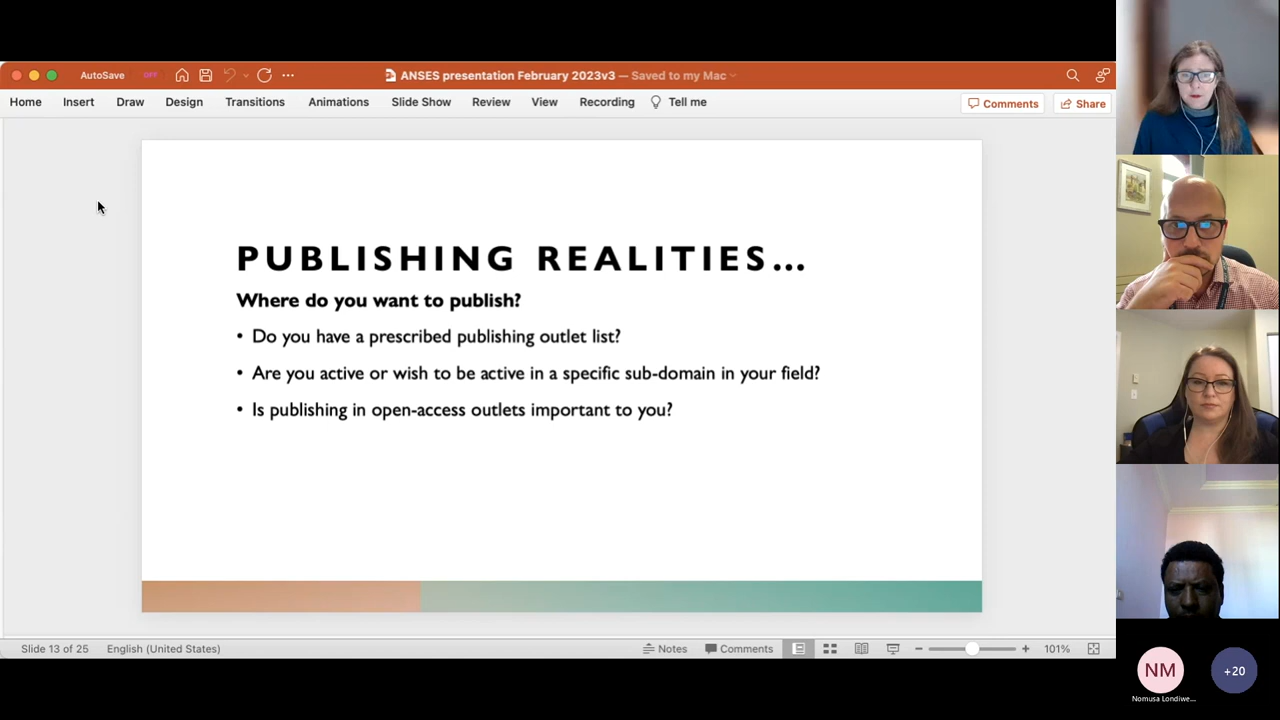 AutoSave OFF
ANSES presentation February 2023v3 — Saved to my Mac
Home Insert Draw Design Transitions Animations Slide Show Review View Recording Tell me
Comments Share
PUBLISHING REALITIES...
Where do you want to publish?
• Do you have a prescribed publishing outlet list?
• Are you active or wish to be active in a specific sub-domain in your field?
• Is publishing in open-access outlets important to you?
Slide 13 of 25 English (United States) Notes Comments 101%
NM
+20
Nomusa Londiwe...